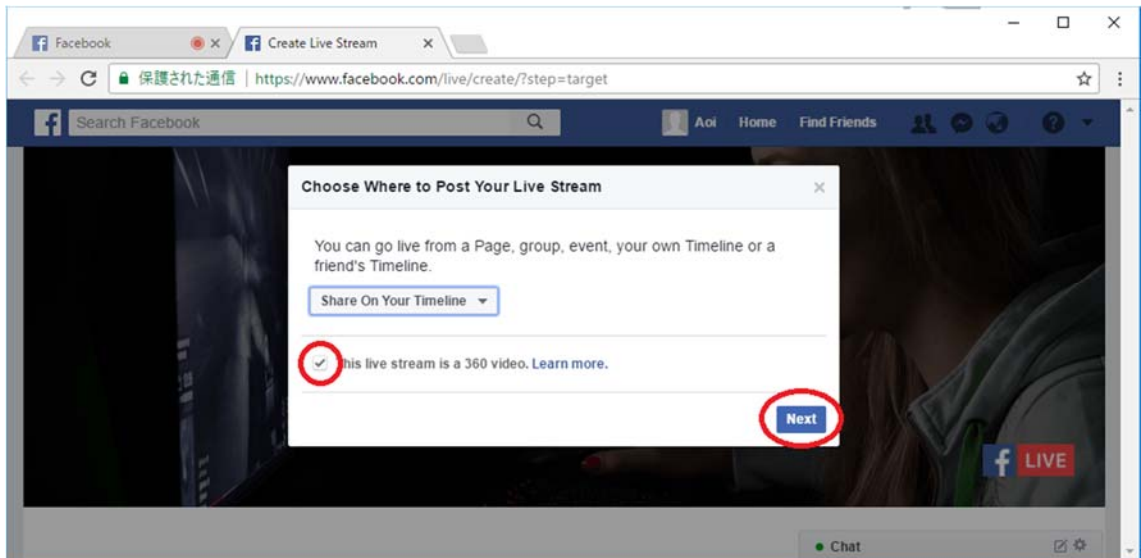 Facebook
Create Live Stream
保護された通信 | https://www.facebook.com/live/create/?step=target
Search Facebook
Aoi Home Find Friends
Choose Where to Post Your Live Stream
You can go live from a Page, group, event, your own Timeline or a
friend's Timeline.
Share On Your Timeline
his live stream is a 360 video. Learn more.
Next
f LIVE
Chat